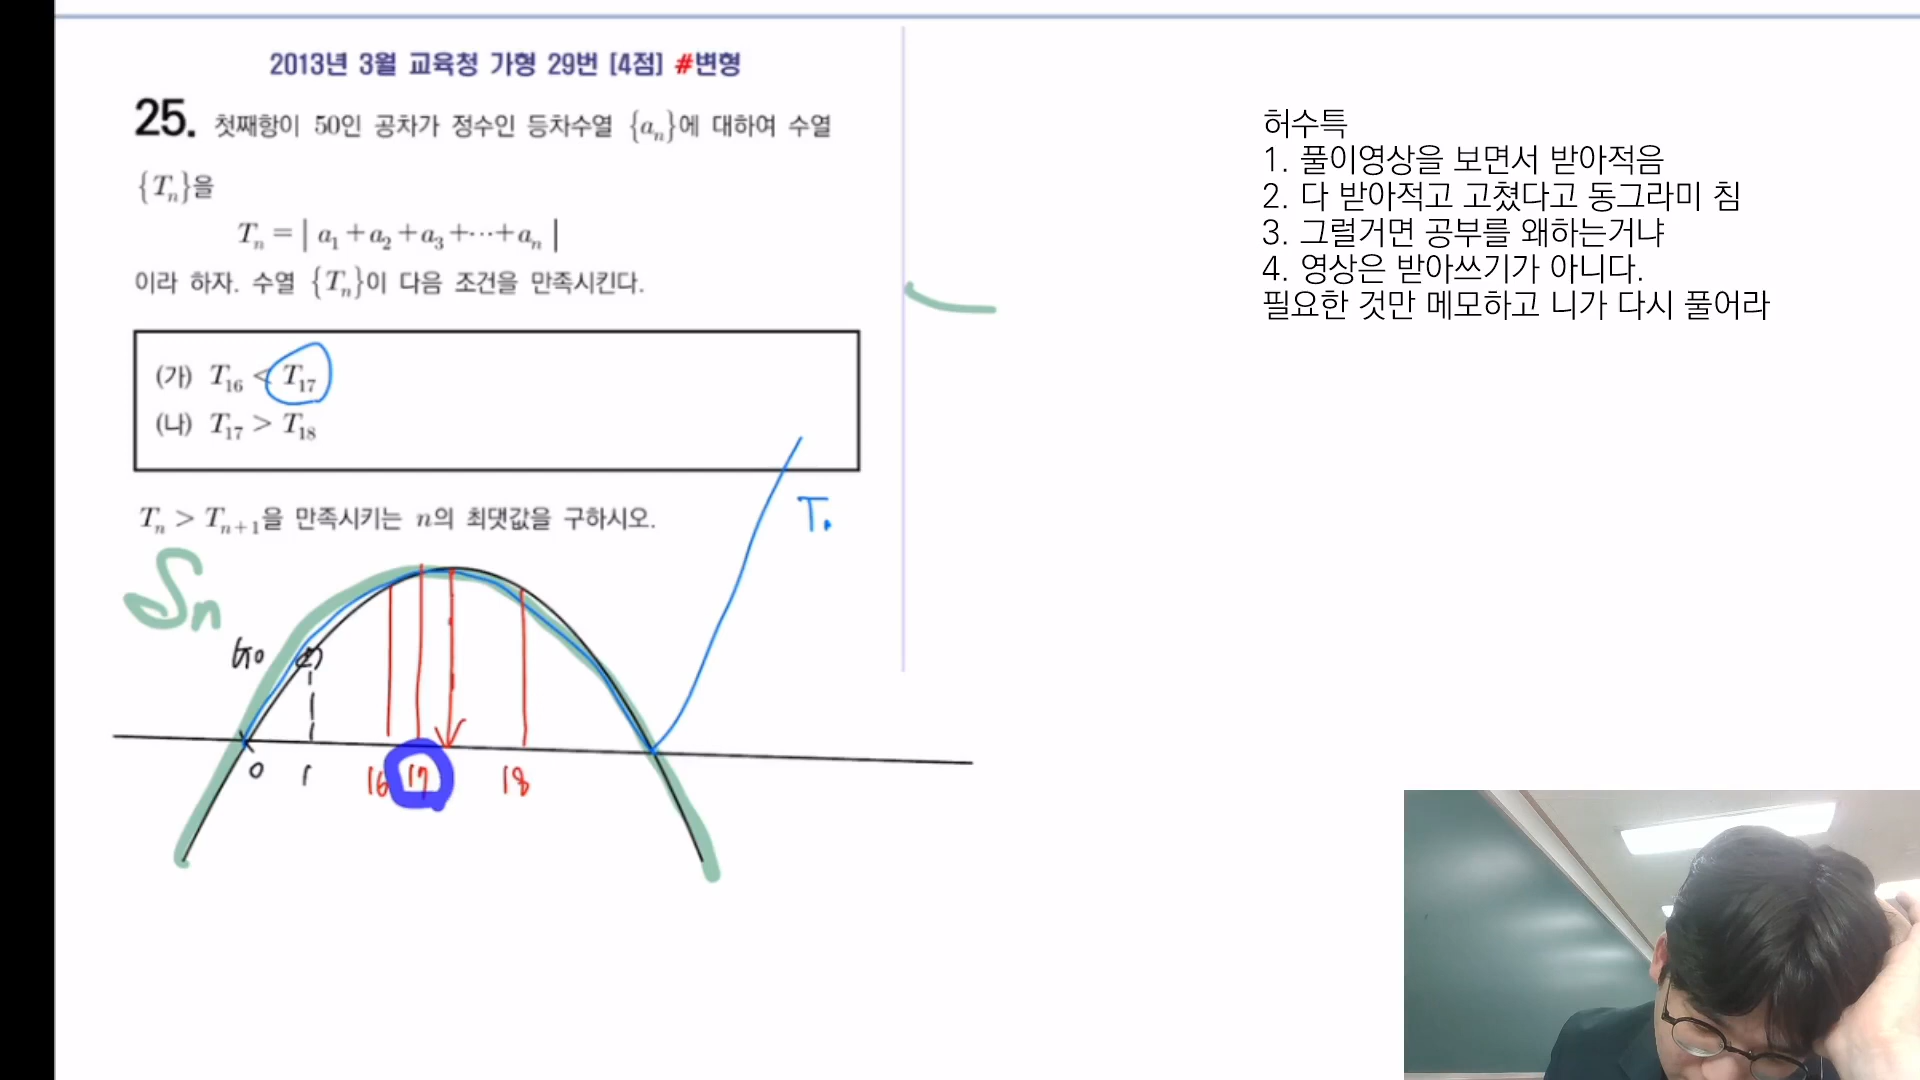 2013년 3월 교육청 가형 29번 [4점] #변형
25. 첫째항이 50인 공차가 정수인 등차수열 {aₙ}에 대하여 수열
{Tₙ}을
Tₙ = | a₁ + a₂ + a₃ + ⋯ + aₙ |
이라 하자. 수열 {Tₙ}이 다음 조건을 만족시킨다.
(가) T₁₆ < T₁₇
(나) T₁₇ > T₁₈
Tₙ > Tₙ₊₁을 만족시키는 n의 최댓값을 구하시오.
Sₙ
50
0 1 16 17 18
허수특
1. 풀이영상을 보면서 받아적음
2. 다 받아적고 고쳤다고 동그라미 침
3. 그럴거면 공부를 왜하는거냐
4. 영상은 받아쓰기가 아니다.
필요한 것만 메모하고 니가 다시 풀어라